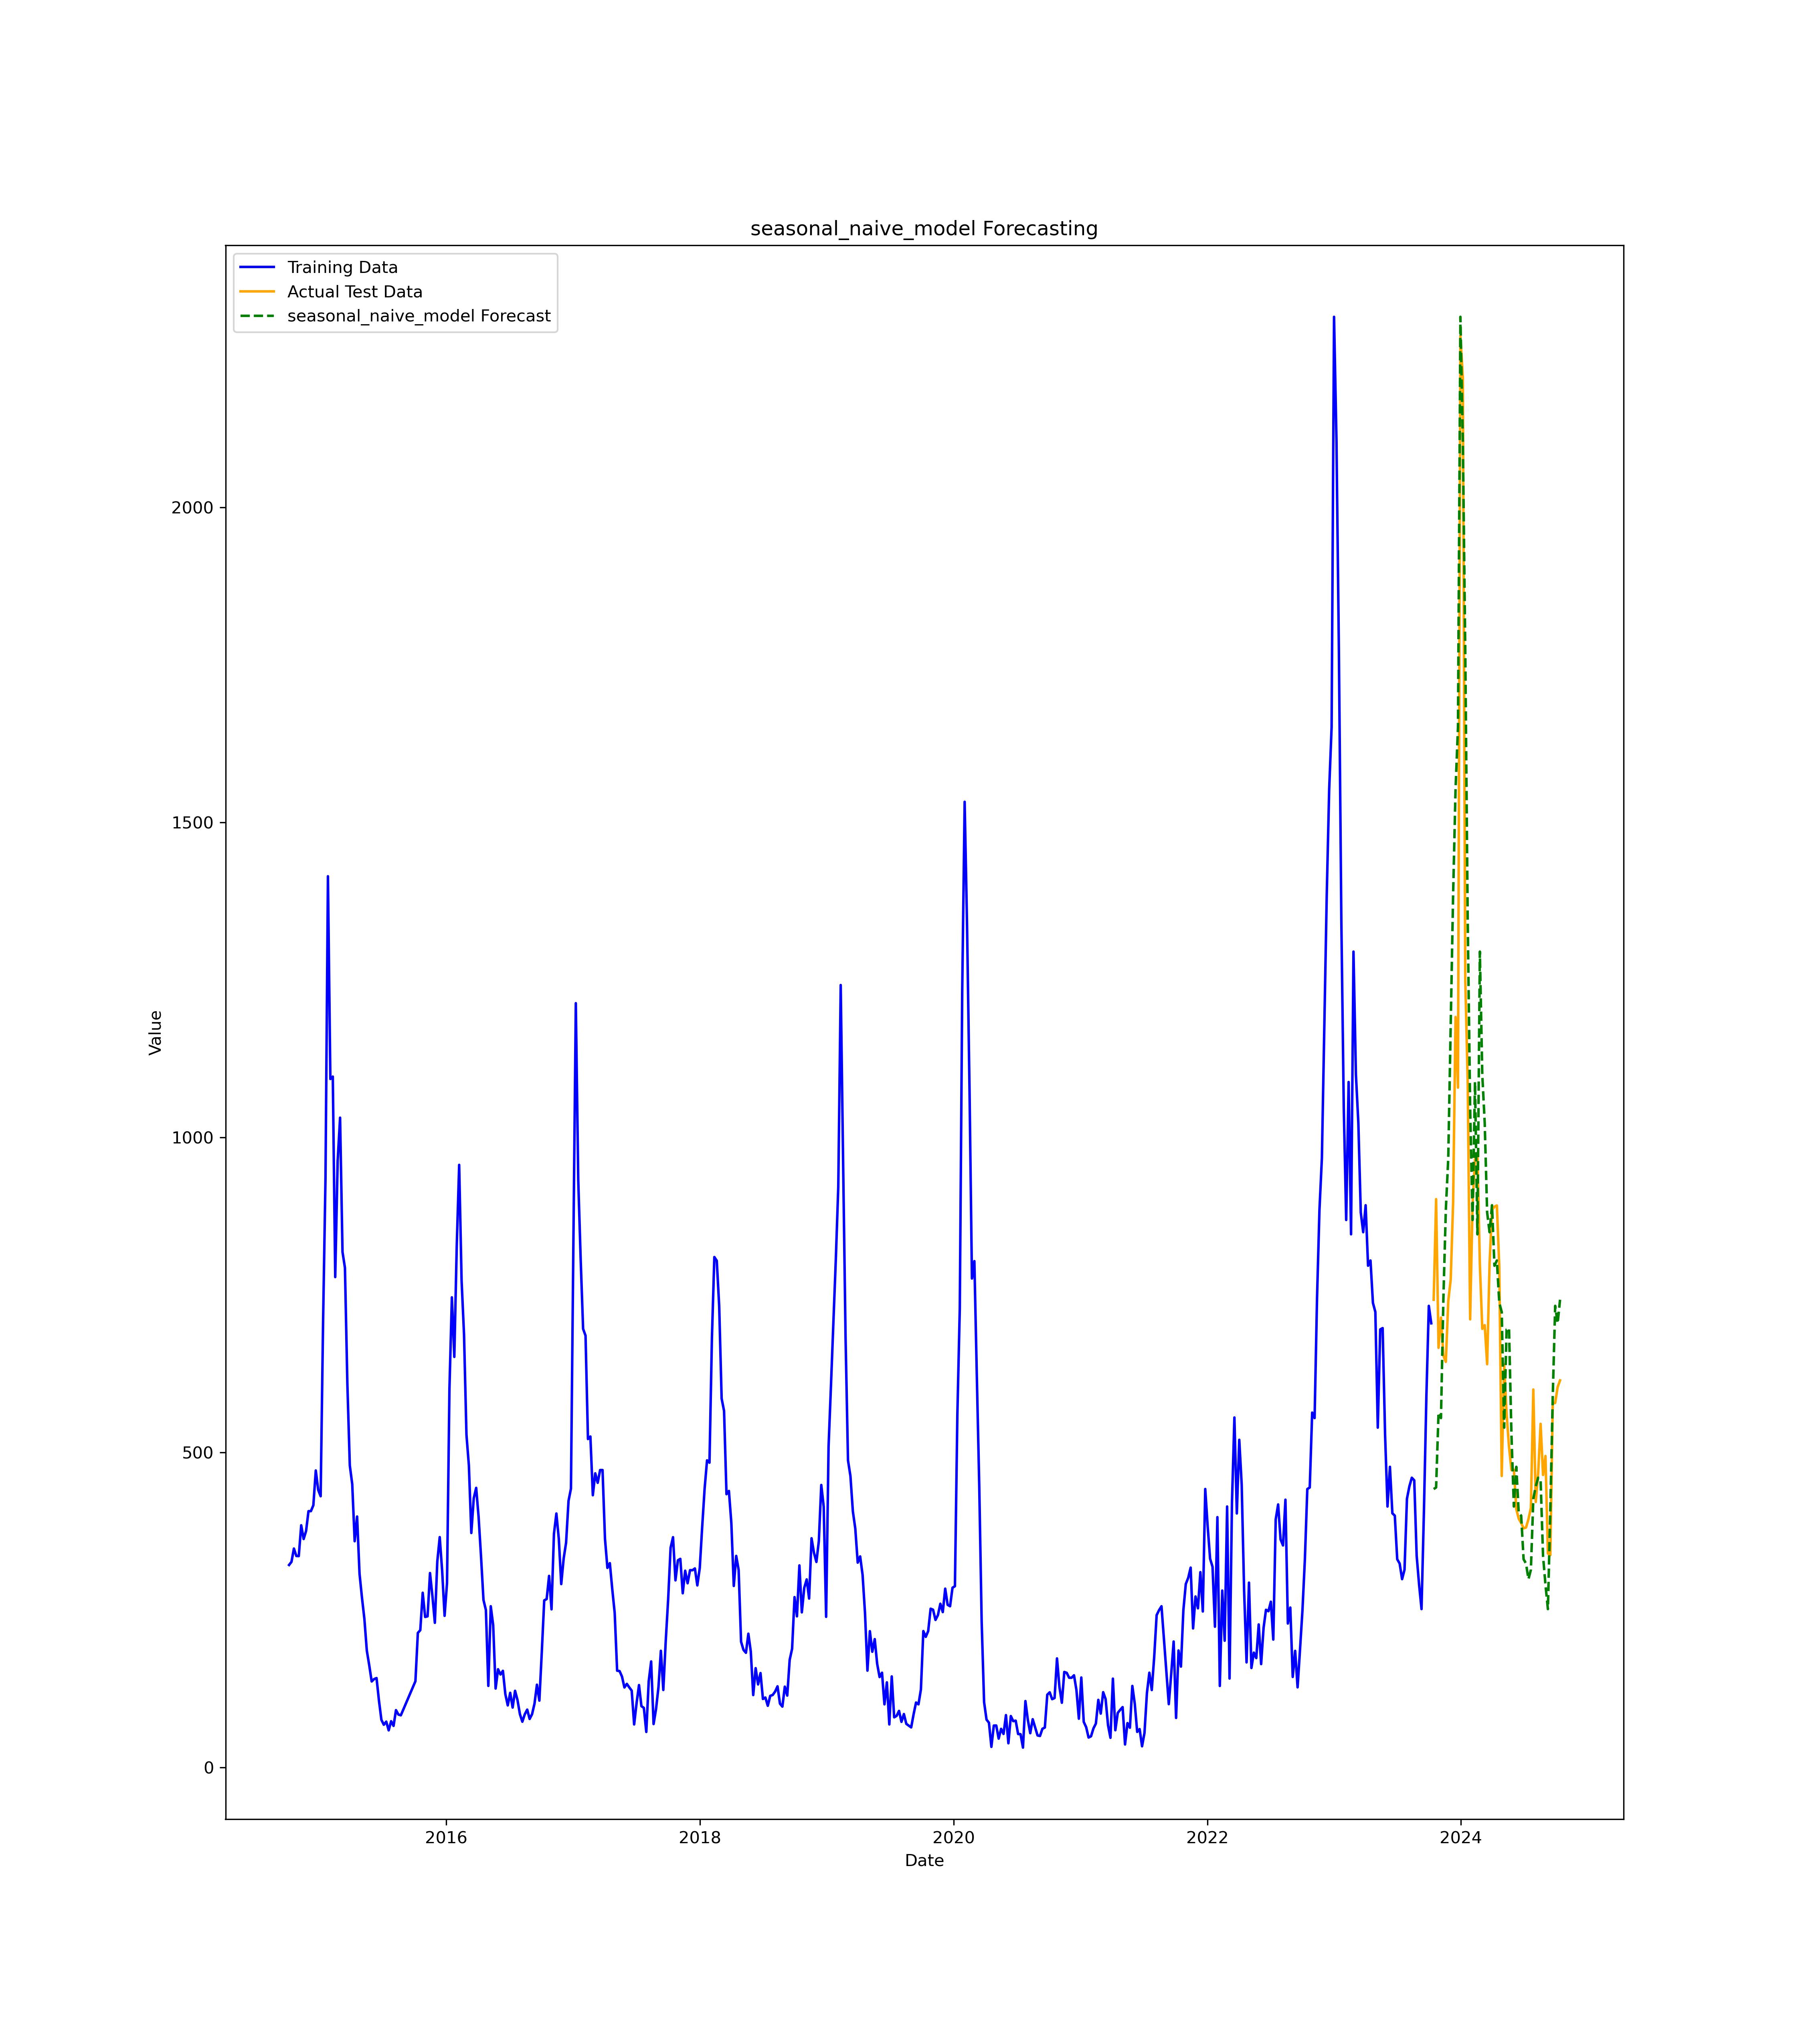 seasonal_naive_model Forecasting
Training Data
Actual Test Data
seasonal_naive_model Forecast
Value
2000
1500
1000
500
0
2016 2018 2020 2022 2024
Date